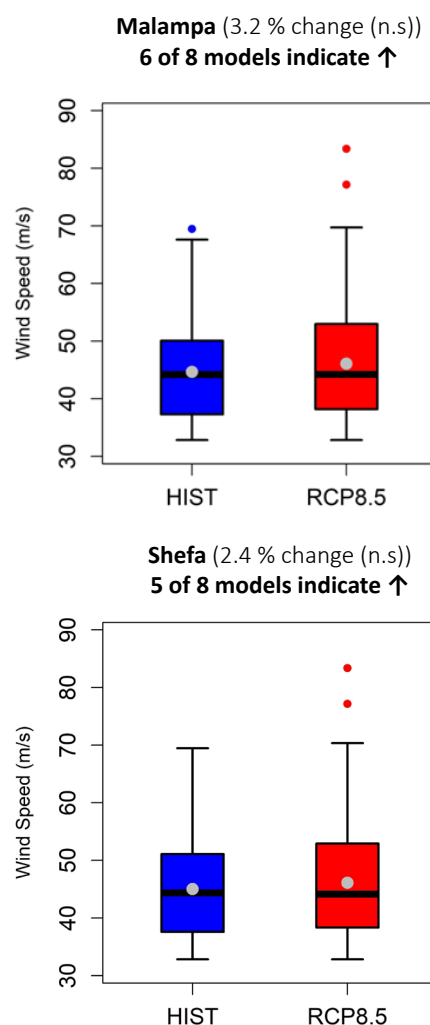 Malampa (3.2 % change (n.s))
6 of 8 models indicate ↑
90
80
70
60
50
40
30
Wind Speed (m/s)
HIST RCP8.5
Shefa (2.4 % change (n.s))
5 of 8 models indicate ↑
90
80
70
60
50
40
30
Wind Speed (m/s)
HIST RCP8.5